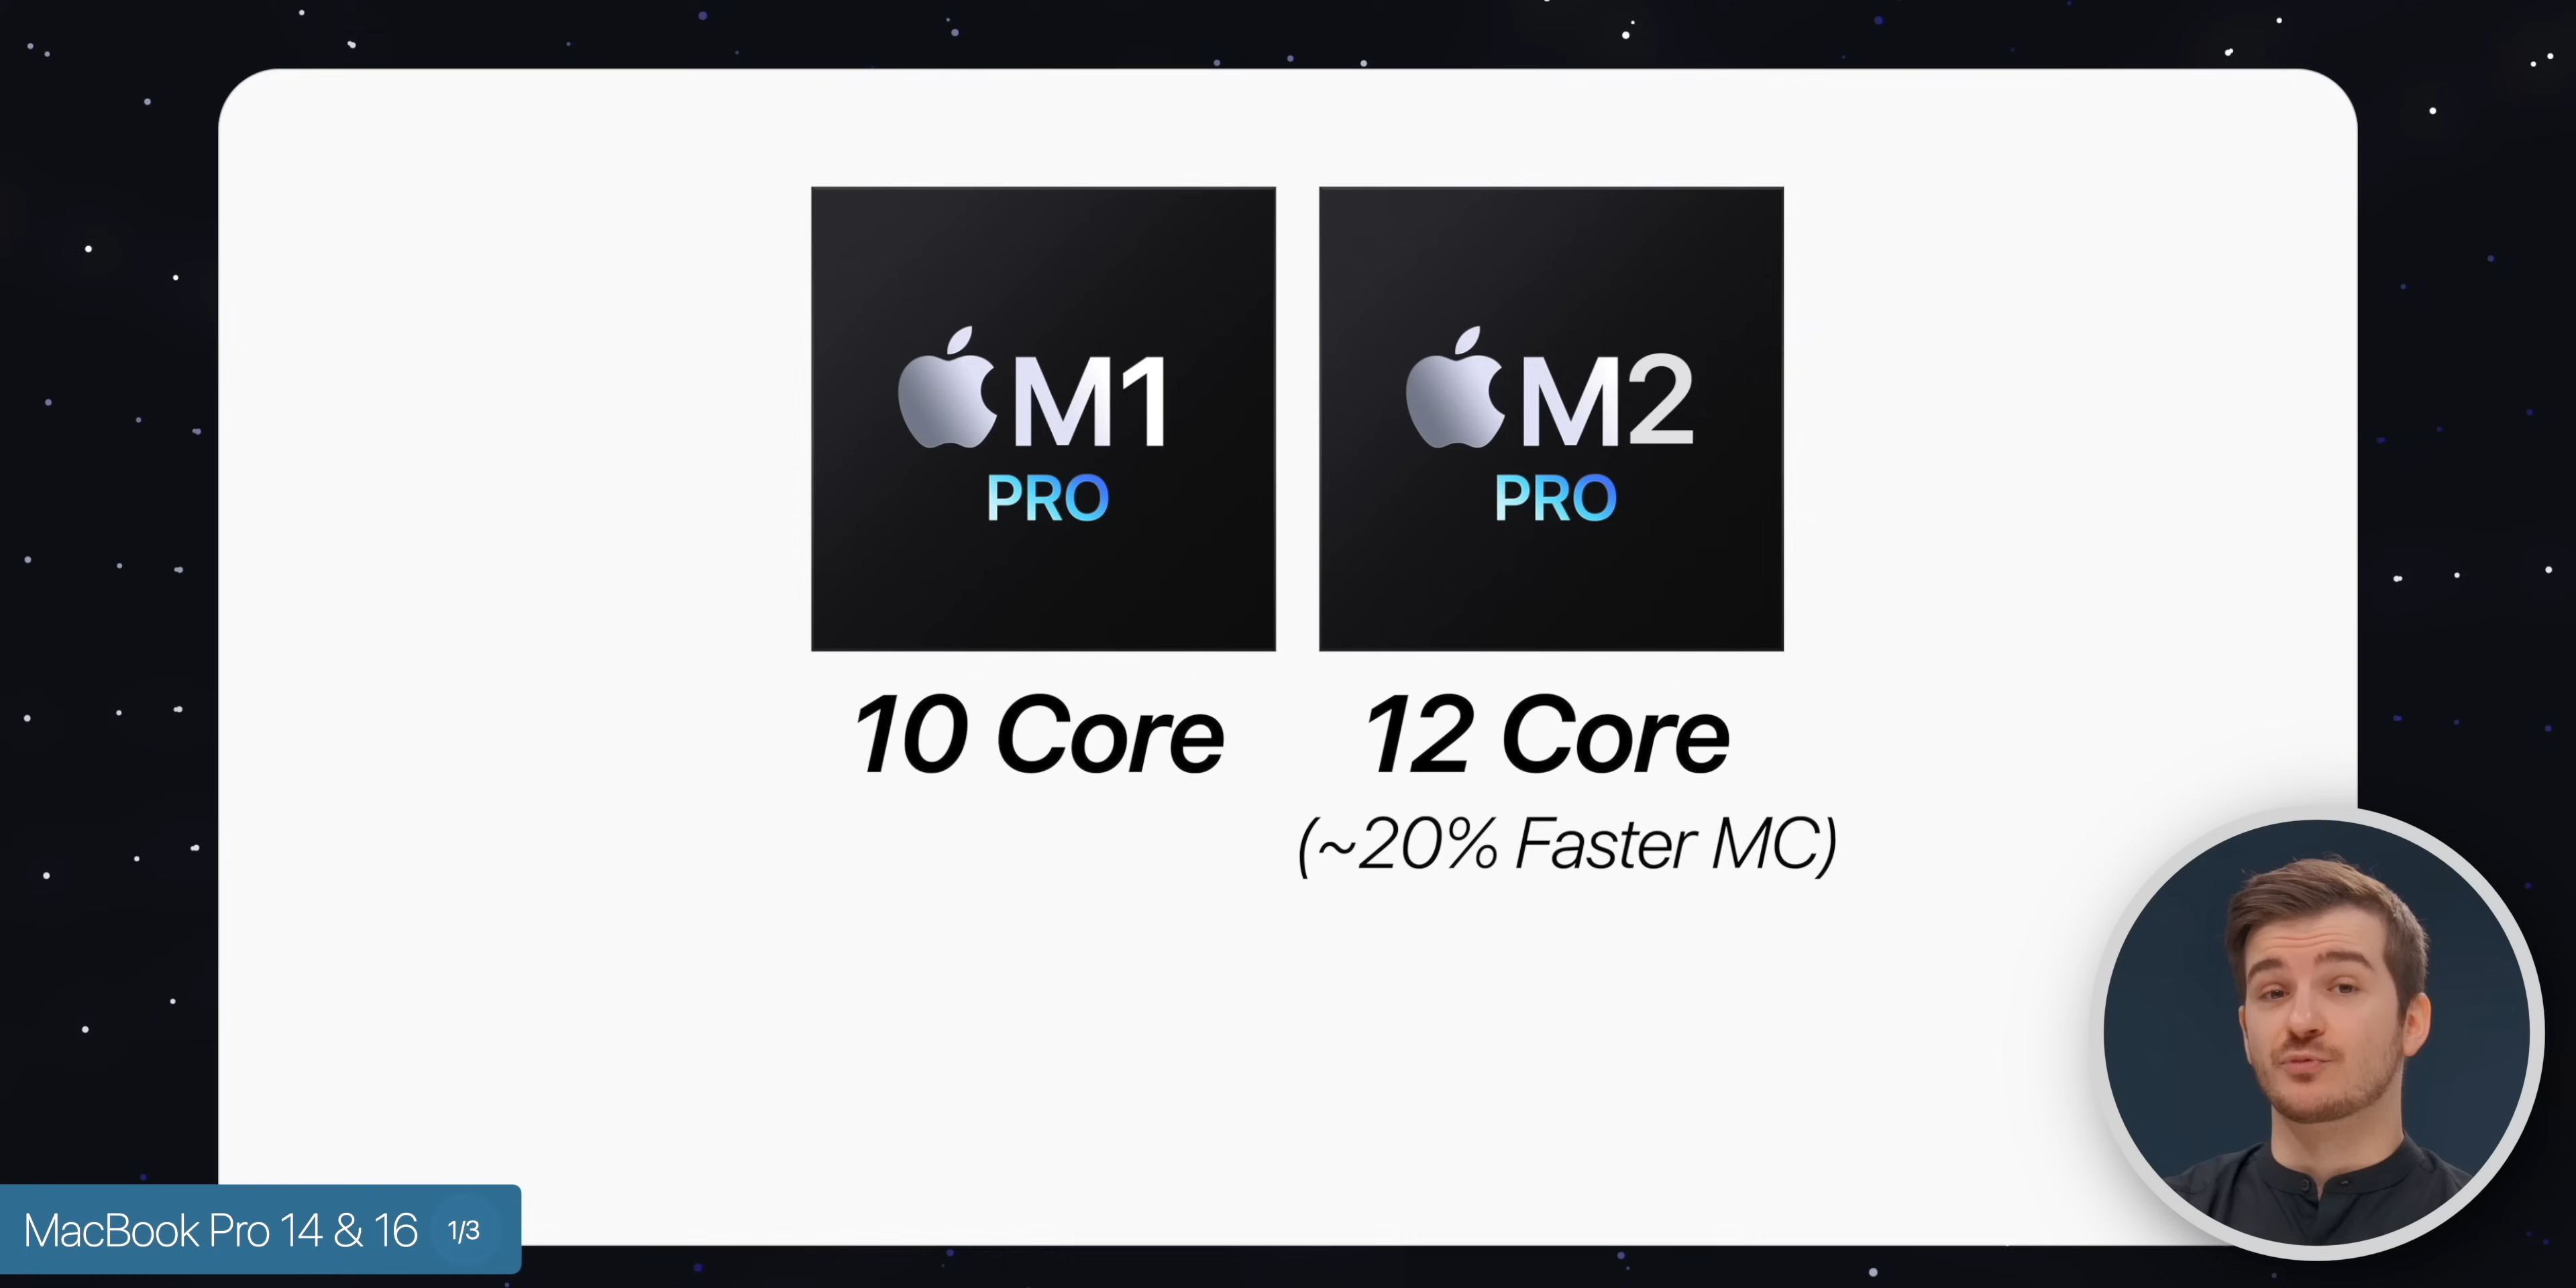 M1
PRO
M2
PRO
10 Core
12 Core
(~20% Faster MC)
MacBook Pro 14 & 16 1/3